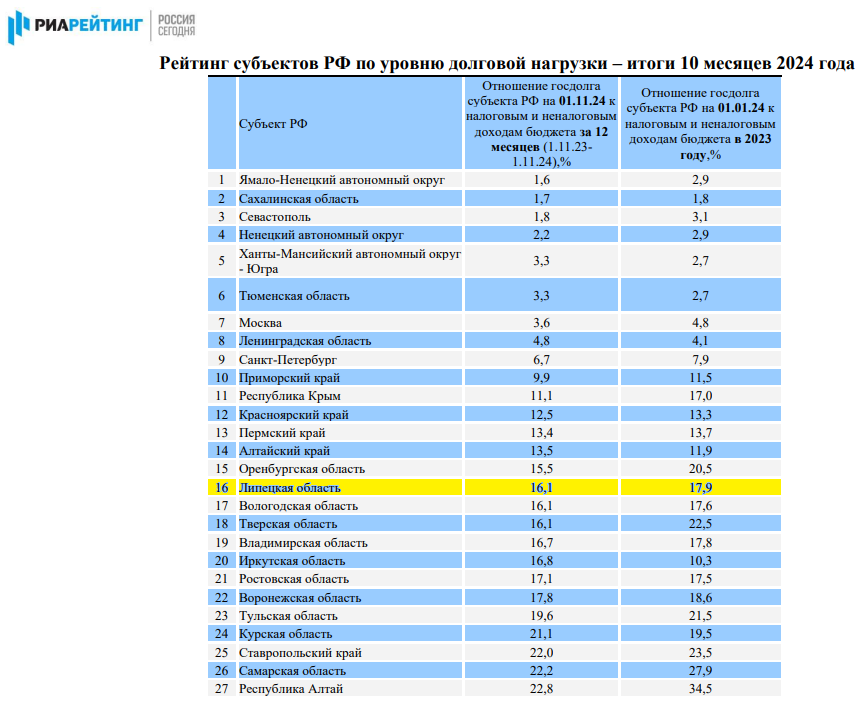 РИАРЕЙТИНГ
РОССИЯ
СЕГОДНЯ
Рейтинг субъектов РФ по уровню долговой нагрузки – итоги 10 месяцев 2024 года
Субъект РФ
Отношение госдолга
субъекта РФ на 01.11.24 к
налоговым и неналоговым
доходам бюджета за 12
месяцев (1.11.23-
1.11.24),%
Отношение госдолга
субъекта РФ на 01.01.24 к
налоговым и неналоговым
доходам бюджета в 2023
году,%
1 Ямало-Ненецкий автономный округ 1,6 2,9
2 Сахалинская область 1,7 1,8
3 Севастополь 1,8 3,1
4 Ненецкий автономный округ 2,2 2,9
5 Ханты-Мансийский автономный округ
- Югра 3,3 2,7
6 Тюменская область 3,3 2,7
7 Москва 3,6 4,8
8 Ленинградская область 4,8 4,1
9 Санкт-Петербург 6,7 7,9
10 Приморский край 9,9 11,5
11 Республика Крым 11,1 17,0
12 Красноярский край 12,5 13,3
13 Пермский край 13,4 13,7
14 Алтайский край 13,5 11,9
15 Оренбургская область 15,5 20,5
16 Липецкая область 16,1 17,9
17 Вологодская область 16,1 17,6
18 Тверская область 16,1 22,5
19 Владимирская область 16,7 17,8
20 Иркутская область 16,8 10,3
21 Ростовская область 17,1 17,5
22 Воронежская область 17,8 18,6
23 Тульская область 19,6 21,5
24 Курская область 21,1 19,5
25 Ставропольский край 22,0 23,5
26 Самарская область 22,2 27,9
27 Республика Алтай 22,8 34,5